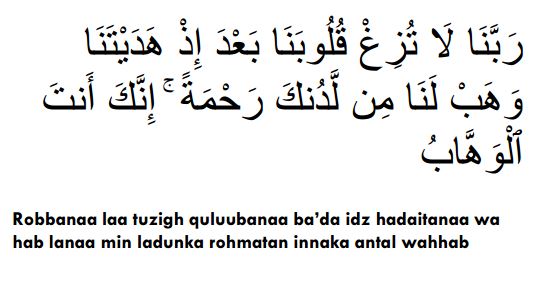 رَبَّنَا لَا تُزِغْ قُلُوبَنَا بَعْدَ إِذْ هَدَيْتَنَا
وَهَبْ لَنَا مِن لَّدُنكَ رَحْمَةً ۚ إِنَّكَ أَنتَ
ٱلْوَهَّابُ
Robbanaa laa tuzigh quluubanaa ba’da idz hadaitanaa wa
hab lanaa min ladunka rohmatan innaka antal wahhab